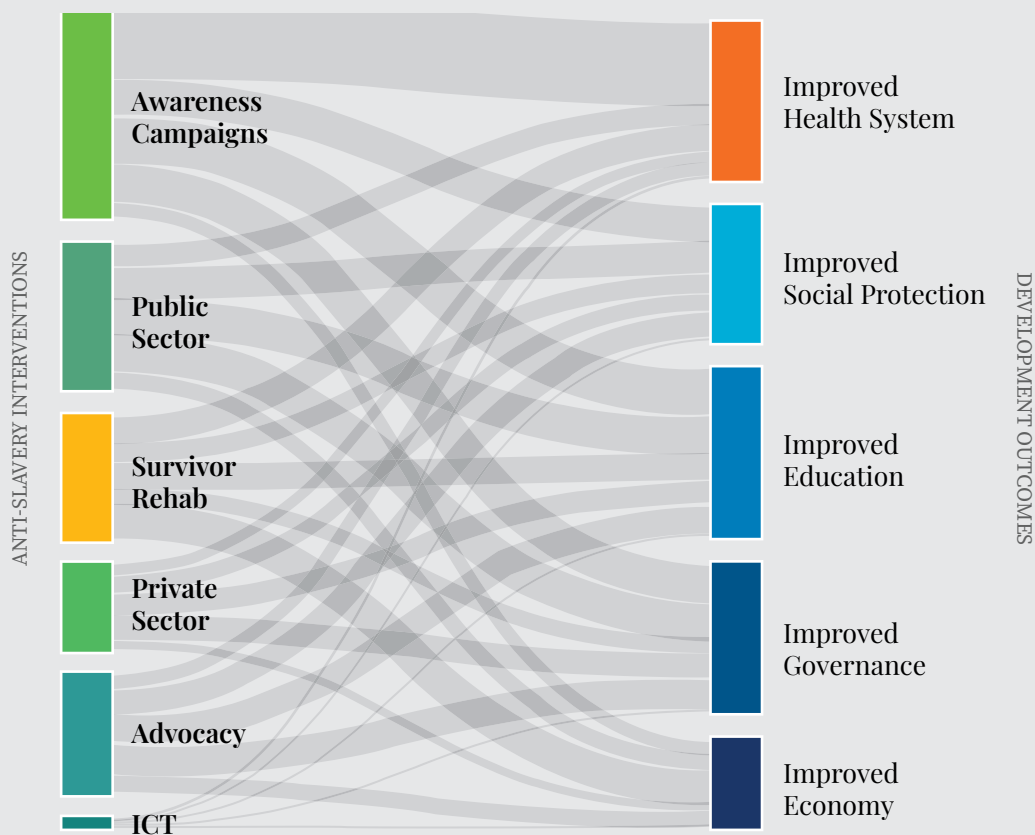 ANTI-SLAVERY INTERVENTIONS
Awareness
Campaigns
Public
Sector
Survivor
Rehab
Private
Sector
Advocacy
ICT
Improved
Health System
Improved
Social Protection
Improved
Education
Improved
Governance
Improved
Economy
DEVELOPMENT OUTCOMES